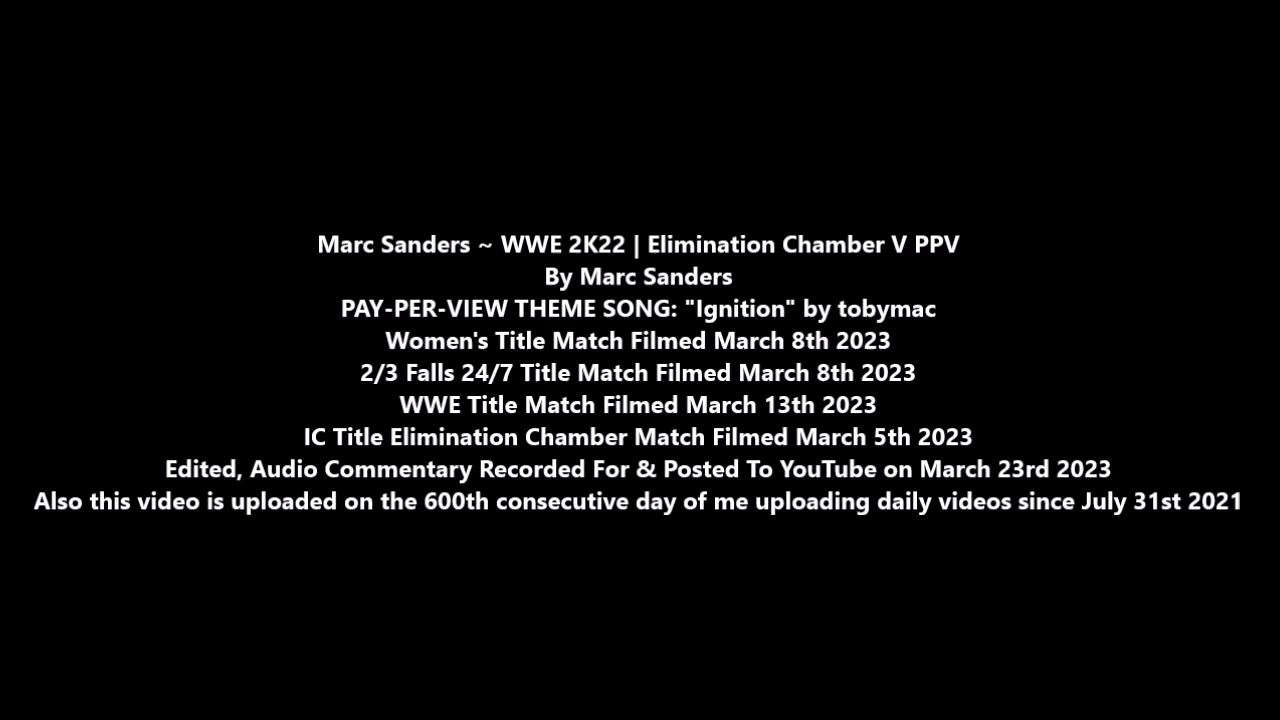 Marc Sanders ~ WWE 2K22 | Elimination Chamber V PPV
By Marc Sanders
PAY-PER-VIEW THEME SONG: "Ignition" by tobymac
Women's Title Match Filmed March 8th 2023
2/3 Falls 24/7 Title Match Filmed March 8th 2023
WWE Title Match Filmed March 13th 2023
IC Title Elimination Chamber Match Filmed March 5th 2023
Edited, Audio Commentary Recorded For & Posted To YouTube on March 23rd 2023
Also this video is uploaded on the 600th consecutive day of me uploading daily videos since July 31st 2021